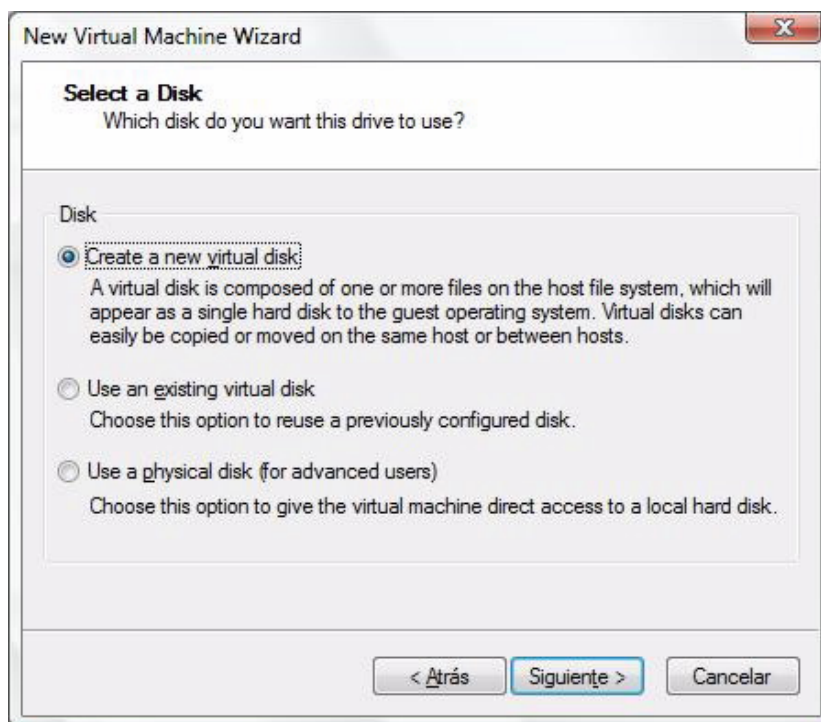 New Virtual Machine Wizard
Select a Disk
Which disk do you want this drive to use?
Disk
Create a new virtual disk
A virtual disk is composed of one or more files on the host file system, which will
appear as a single hard disk to the guest operating system. Virtual disks can
easily be copied or moved on the same host or between hosts.
Use an existing virtual disk
Choose this option to reuse a previously configured disk.
Use a physical disk (for advanced users)
Choose this option to give the virtual machine direct access to a local hard disk.
< Atrás Siguiente > Cancelar